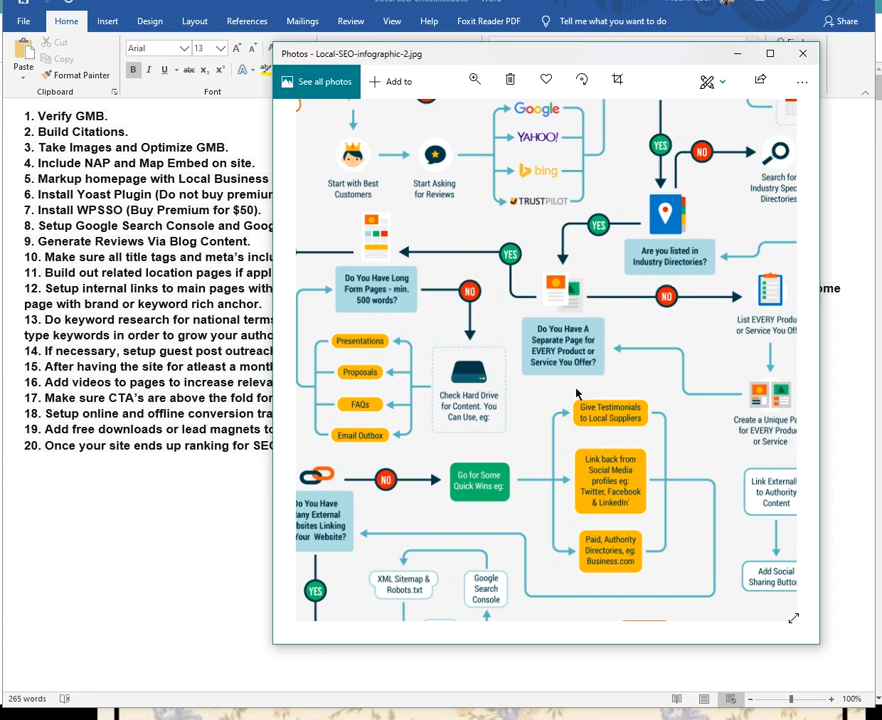 File Home Insert Design Layout References Mailings Review View Help Foxit Reader PDF Tell me what you want to do Share
Cut
Copy
Format Painter
Paste
Clipboard
Arial 13
Font
Photos - Local-SEO-infographic-2.jpg
See all photos
Add to
1. Verify GMB.
2. Build Citations.
3. Take Images and Optimize GMB.
4. Include NAP and Map Embed on site.
5. Markup homepage with Local Business
6. Install Yoast Plugin (Do not buy premium
7. Install WPSSO (Buy Premium for $50).
8. Setup Google Search Console and Goog
9. Generate Reviews Via Blog Content.
10. Make sure all title tags and meta's inclu
11. Build out related location pages if appl
12. Setup internal links to main pages with
page with brand or keyword rich anchor.
13. Do keyword research for national terms
type keywords in order to grow your autho
14. If necessary, setup guest post outreach
15. After having the site for atleast a month
16. Add videos to pages to increase releva
17. Make sure CTA's are above the fold for
18. Setup online and offline conversion tra
19. Add free downloads or lead magnets to
20. Once your site ends up ranking for SEO
ome
Google
YAHOO!
bing
TRUSTPILOT
Start with Best
Customers
Start Asking
for Reviews
YES
NO
Search for
Industry Spec
Directories
YES
Are you listed in
Industry Directories?
YES
Do You Have Long
Form Pages - min.
500 words?
NO
NO
Do You Have A
Separate Page for
EVERY Product or
Service You Offer?
List EVERY Produ
or Service You Off
Presentations
Proposals
FAQs
Email Outbox
Check Hard Drive
for Content. You
Can Use, eg:
Give Testimonials
to Local Suppliers
Create a Unique Pa
for EVERY Produ
or Service
NO
Go for Some
Quick Wins eg:
Link back from
Social Media
profiles eg:
Twitter, Facebook
& LinkedIn'
Link External
to Authority
Content
Do You Have
any External
bsites Linking
Your Website?
Paid, Authority
Directories, eg:
Business.com
YES
XML Sitemap &
Robots.txt
Google
Search
Console
Add Social
Sharing Button
265 words
100%